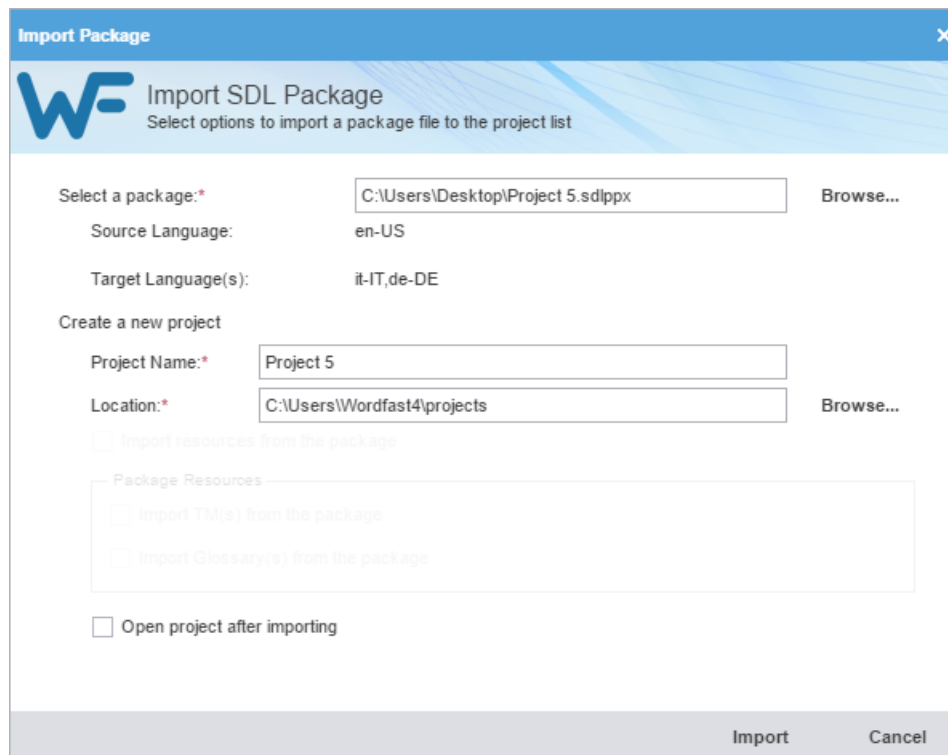 Import Package
WF
Import SDL Package
Select options to import a package file to the project list
Select a package:* C:\Users\Desktop\Project 5.sdlppx Browse...
Source Language: en-US
Target Language(s): it-IT,de-DE
Create a new project
Project Name:* Project 5
Location:* C:\Users\Wordfast4\projects Browse...
Import resources from the package
Package Resources
Import TM(s) from the package
Import Glossary(s) from the package
Open project after importing
Import Cancel